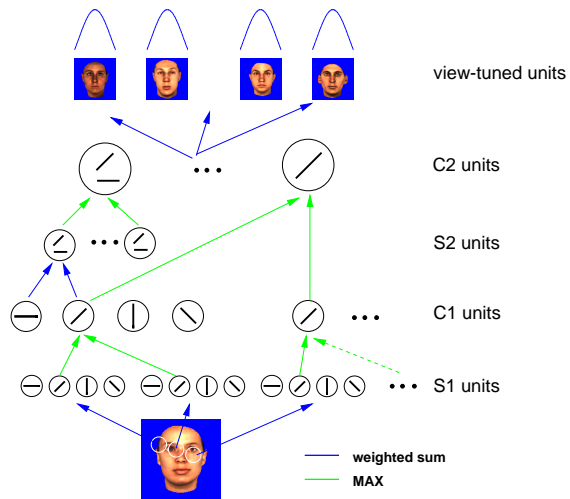 view-tuned units
C2 units
S2 units
C1 units
S1 units
weighted sum
MAX